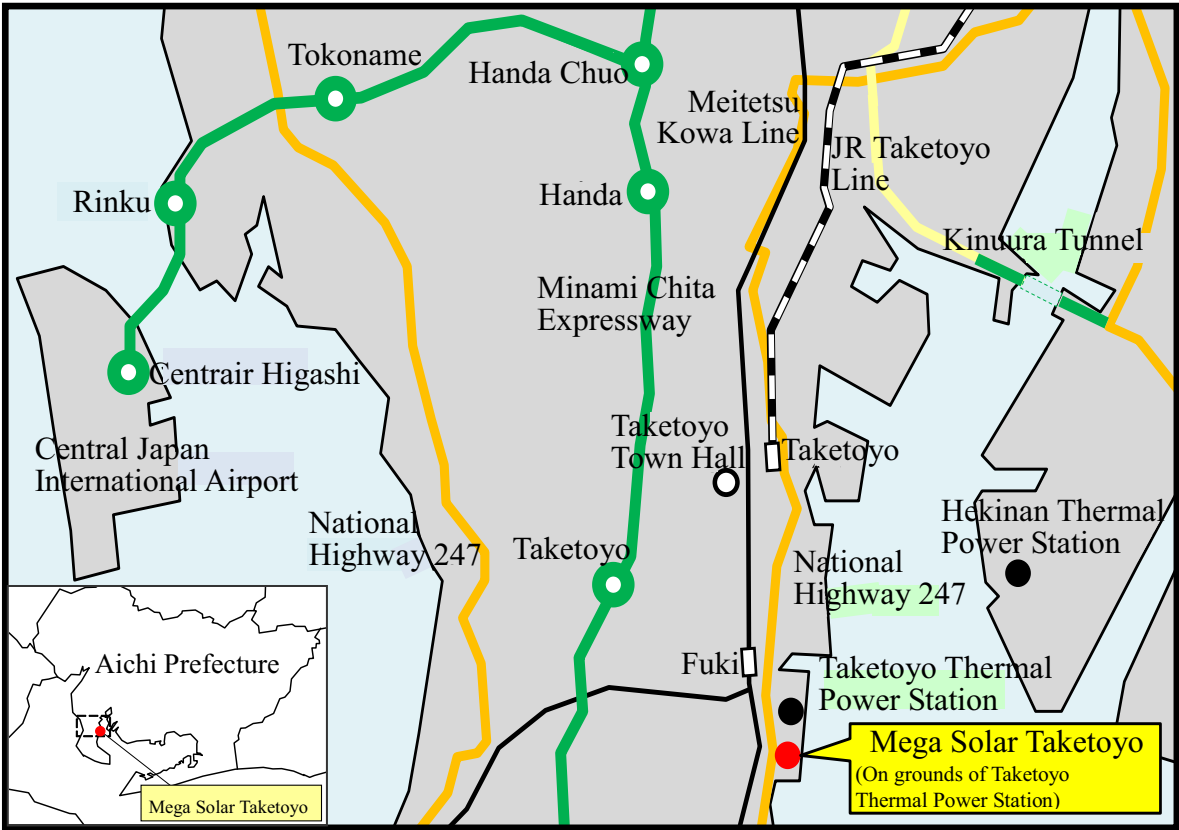 Tokoname
Handa Chuo
Meitetsu
Kowa Line
JR Taketoyo
Line
Rinku
Handa
Kinuura Tunnel
Minami Chita
Expressway
Centrair Higashi
Central Japan
International Airport
Taketoyo
Town Hall
Taketoyo
National
Highway 247
Taketoyo
Hekinan Thermal
Power Station
National
Highway 247
Fuki
Taketoyo Thermal
Power Station
Mega Solar Taketoyo
(On grounds of Taketoyo
Thermal Power Station)
Aichi Prefecture
Mega Solar Taketoyo